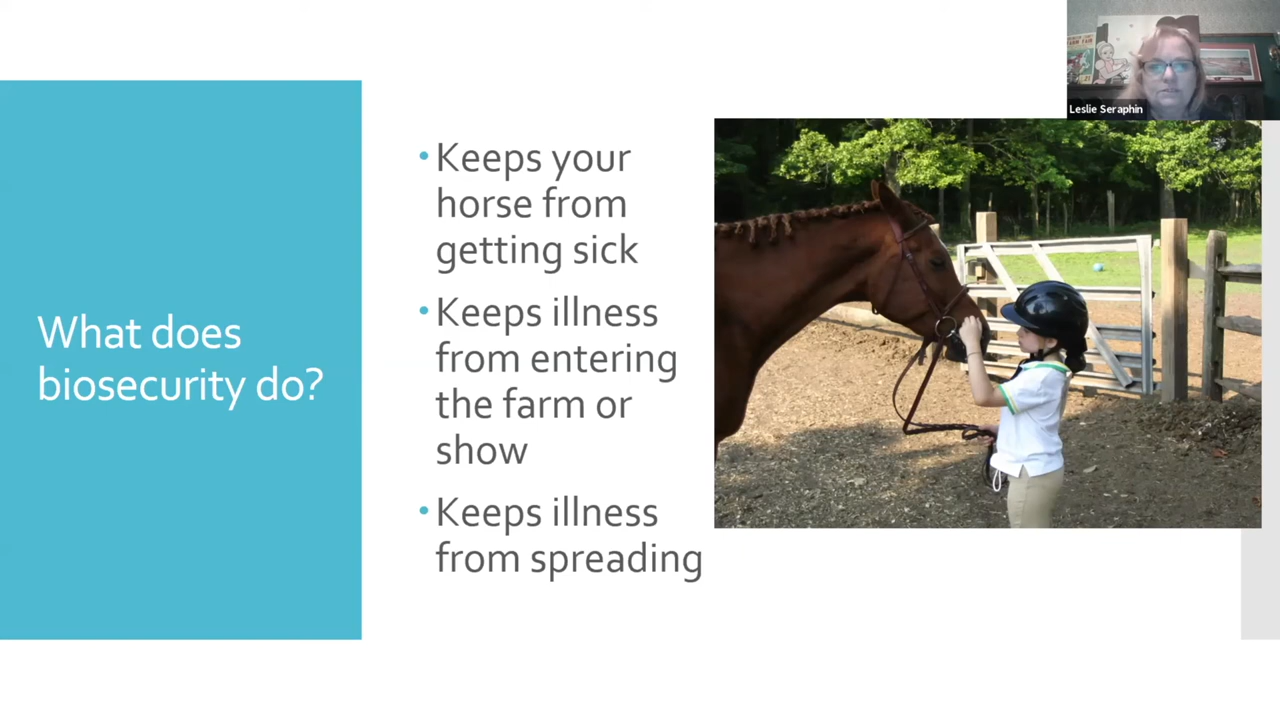 Leslie Seraphin
What does
biosecurity do?
• Keeps your
horse from
getting sick
• Keeps illness
from entering
the farm or
show
• Keeps illness
from spreading